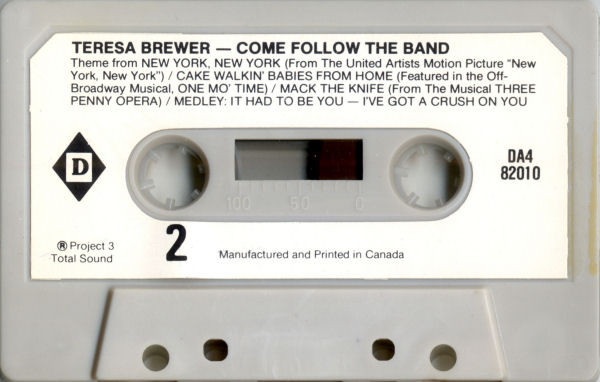 TERESA BREWER — COME FOLLOW THE BAND
Theme from NEW YORK, NEW YORK (From The United Artists Motion Picture "New
York, New York") / CAKE WALKIN' BABIES FROM HOME (Featured in the Off-
Broadway Musical, ONE MO' TIME) / MACK THE KNIFE (From The Musical THREE
PENNY OPERA) / MEDLEY: IT HAD TO BE YOU — I'VE GOT A CRUSH ON YOU
D
DA4
82010
100 50 0
® Project 3
Total Sound
2
Manufactured and Printed in Canada